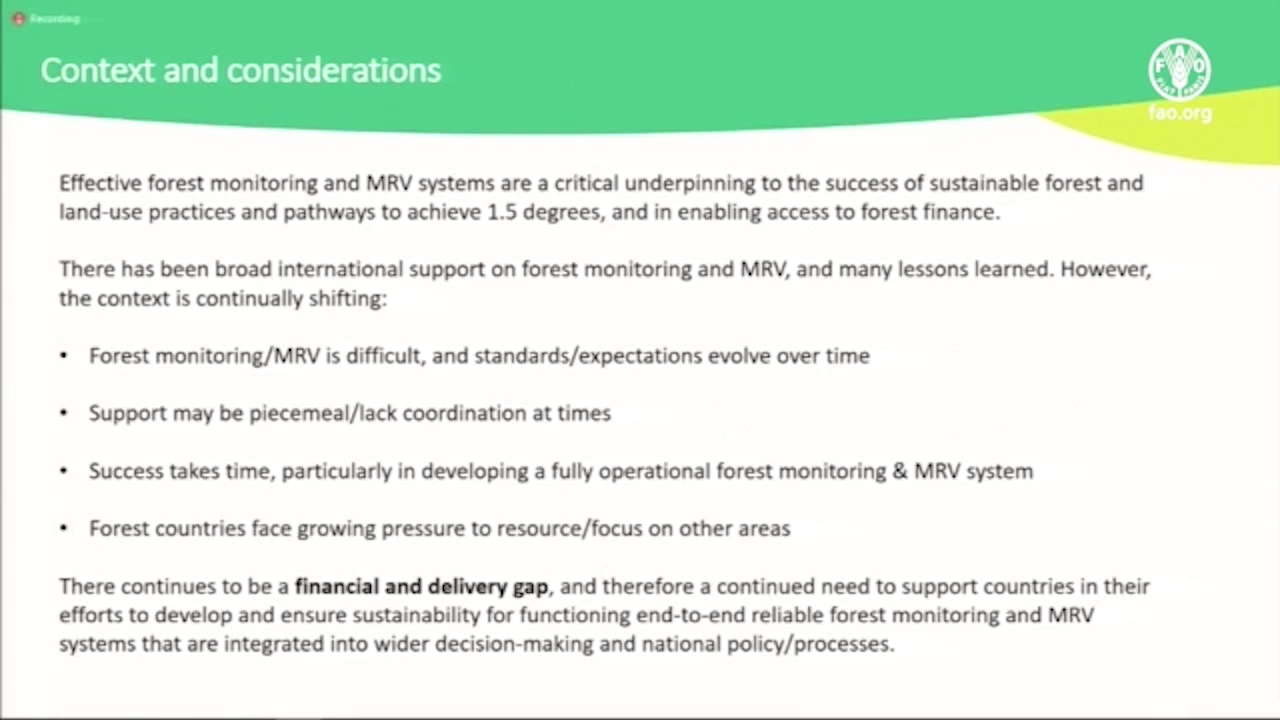 Recording
Context and considerations
FAO
FIAT PANIS
fao.org
Effective forest monitoring and MRV systems are a critical underpinning to the success of sustainable forest and
land-use practices and pathways to achieve 1.5 degrees, and in enabling access to forest finance.
There has been broad international support on forest monitoring and MRV, and many lessons learned. However,
the context is continually shifting:
• Forest monitoring/MRV is difficult, and standards/expectations evolve over time
• Support may be piecemeal/lack coordination at times
• Success takes time, particularly in developing a fully operational forest monitoring & MRV system
• Forest countries face growing pressure to resource/focus on other areas
There continues to be a financial and delivery gap, and therefore a continued need to support countries in their
efforts to develop and ensure sustainability for functioning end-to-end reliable forest monitoring and MRV
systems that are integrated into wider decision-making and national policy/processes.